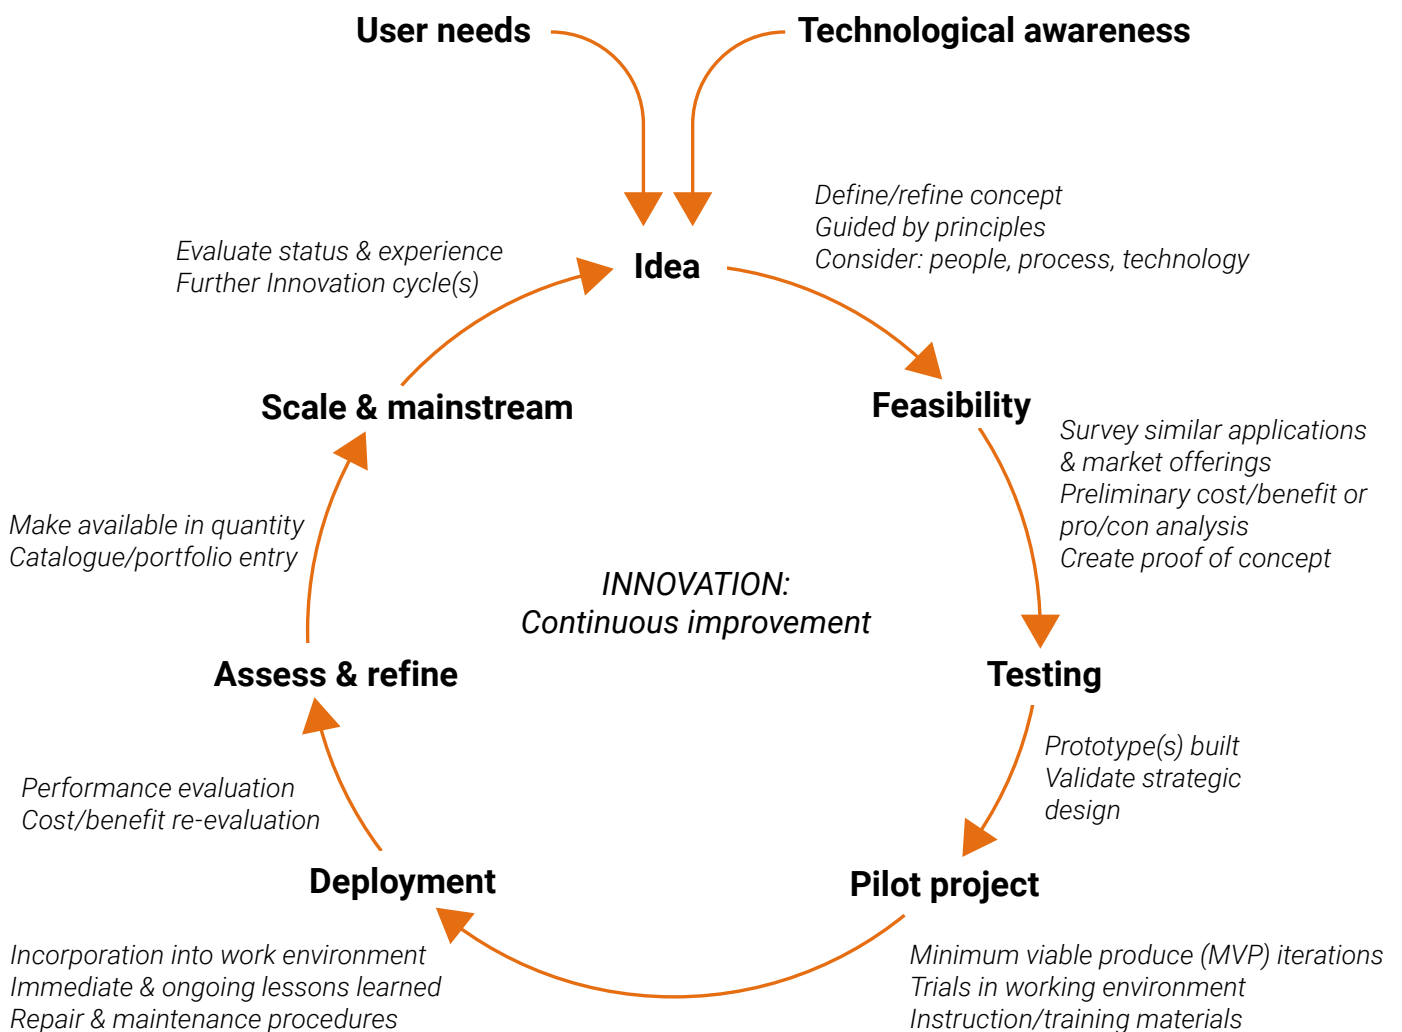 User needs
Technological awareness
Define/refine concept
Guided by principles
Consider: people, process, technology
Evaluate status & experience
Further Innovation cycle(s)
Idea
Scale & mainstream
Feasibility
Survey similar applications
& market offerings
Preliminary cost/benefit or
pro/con analysis
Create proof of concept
Make available in quantity
Catalogue/portfolio entry
INNOVATION:
Continuous improvement
Assess & refine
Testing
Prototype(s) built
Validate strategic
design
Performance evaluation
Cost/benefit re-evaluation
Deployment
Pilot project
Incorporation into work environment
Immediate & ongoing lessons learned
Repair & maintenance procedures
Minimum viable produce (MVP) iterations
Trials in working environment
Instruction/training materials